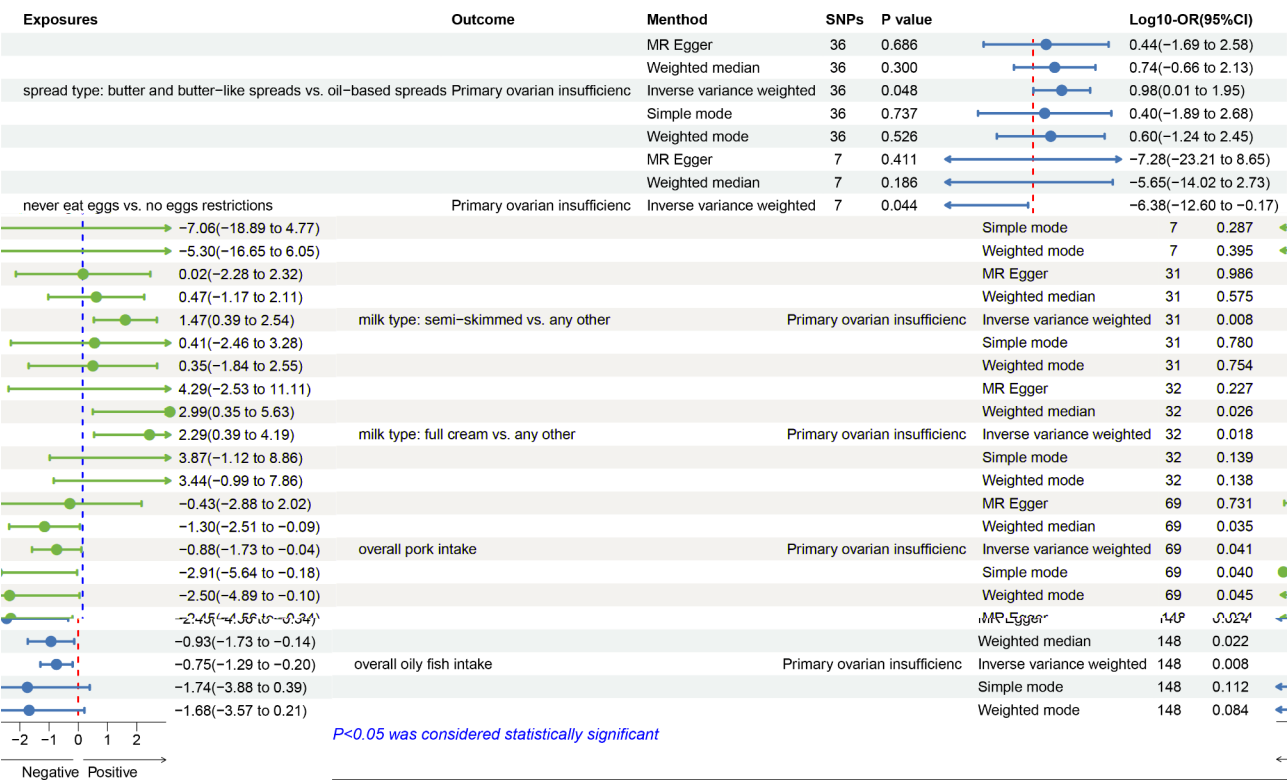 Exposures Outcome Menthod SNPs P value Log10-OR(95%CI)
MR Egger 36 0.686 0.44(−1.69 to 2.58)
Weighted median 36 0.300 0.74(−0.66 to 2.13)
spread type: butter and butter−like spreads vs. oil−based spreads Primary ovarian insufficienc Inverse variance weighted 36 0.048 0.98(0.01 to 1.95)
Simple mode 36 0.737 0.40(−1.89 to 2.68)
Weighted mode 36 0.526 0.60(−1.24 to 2.45)
MR Egger 7 0.411 −7.28(−23.21 to 8.65)
Weighted median 7 0.186 −5.65(−14.02 to 2.73)
never eat eggs vs. no eggs restrictions Primary ovarian insufficienc Inverse variance weighted 7 0.044 −6.38(−12.60 to −0.17)
−7.06(−18.89 to 4.77) Simple mode 7 0.287
−5.30(−16.65 to 6.05) Weighted mode 7 0.395
0.02(−2.28 to 2.32) MR Egger 31 0.986
0.47(−1.17 to 2.11) Weighted median 31 0.575
1.47(0.39 to 2.54) milk type: semi−skimmed vs. any other Primary ovarian insufficienc Inverse variance weighted 31 0.008
0.41(−2.46 to 3.28) Simple mode 31 0.780
0.35(−1.84 to 2.55) Weighted mode 31 0.754
4.29(−2.53 to 11.11) MR Egger 32 0.227
2.99(0.35 to 5.63) Weighted median 32 0.026
2.29(0.39 to 4.19) milk type: full cream vs. any other Primary ovarian insufficienc Inverse variance weighted 32 0.018
3.87(−1.12 to 8.86) Simple mode 32 0.139
3.44(−0.99 to 7.86) Weighted mode 32 0.138
−0.43(−2.88 to 2.02) MR Egger 69 0.731
−1.30(−2.51 to −0.09) Weighted median 69 0.035
−0.88(−1.73 to −0.04) overall pork intake Primary ovarian insufficienc Inverse variance weighted 69 0.041
−2.91(−5.64 to −0.18) Simple mode 69 0.040
−2.50(−4.89 to −0.10) Weighted mode 69 0.045
MR Egger 148
−0.93(−1.73 to −0.14) Weighted median 148 0.022
−0.75(−1.29 to −0.20) overall oily fish intake Primary ovarian insufficienc Inverse variance weighted 148 0.008
−1.74(−3.88 to 0.39) Simple mode 148 0.112
−1.68(−3.57 to 0.21) Weighted mode 148 0.084
−2 −1 0 1 2
P<0.05 was considered statistically significant
Negative Positive